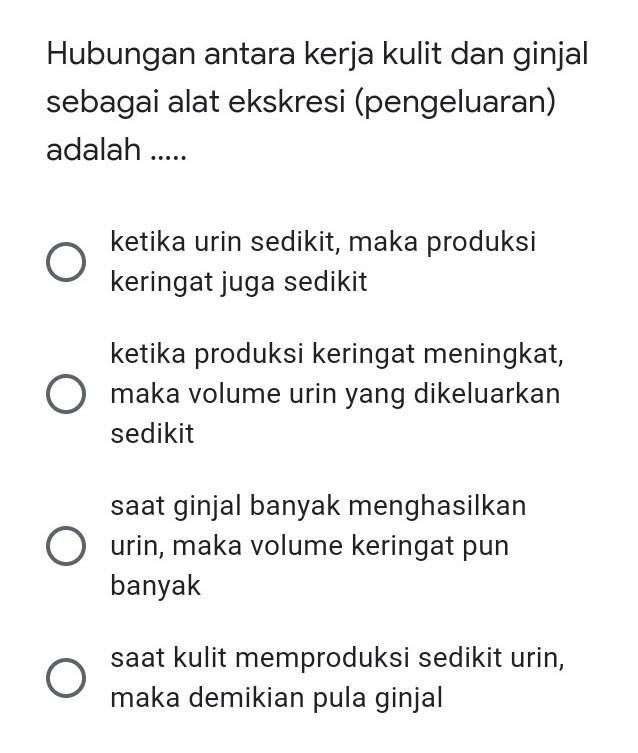 Hubungan antara kerja kulit dan ginjal
sebagai alat ekskresi (pengeluaran)
adalah .....
ketika urin sedikit, maka produksi
keringat juga sedikit
ketika produksi keringat meningkat,
maka volume urin yang dikeluarkan
sedikit
saat ginjal banyak menghasilkan
urin, maka volume keringat pun
banyak
saat kulit memproduksi sedikit urin,
maka demikian pula ginjal